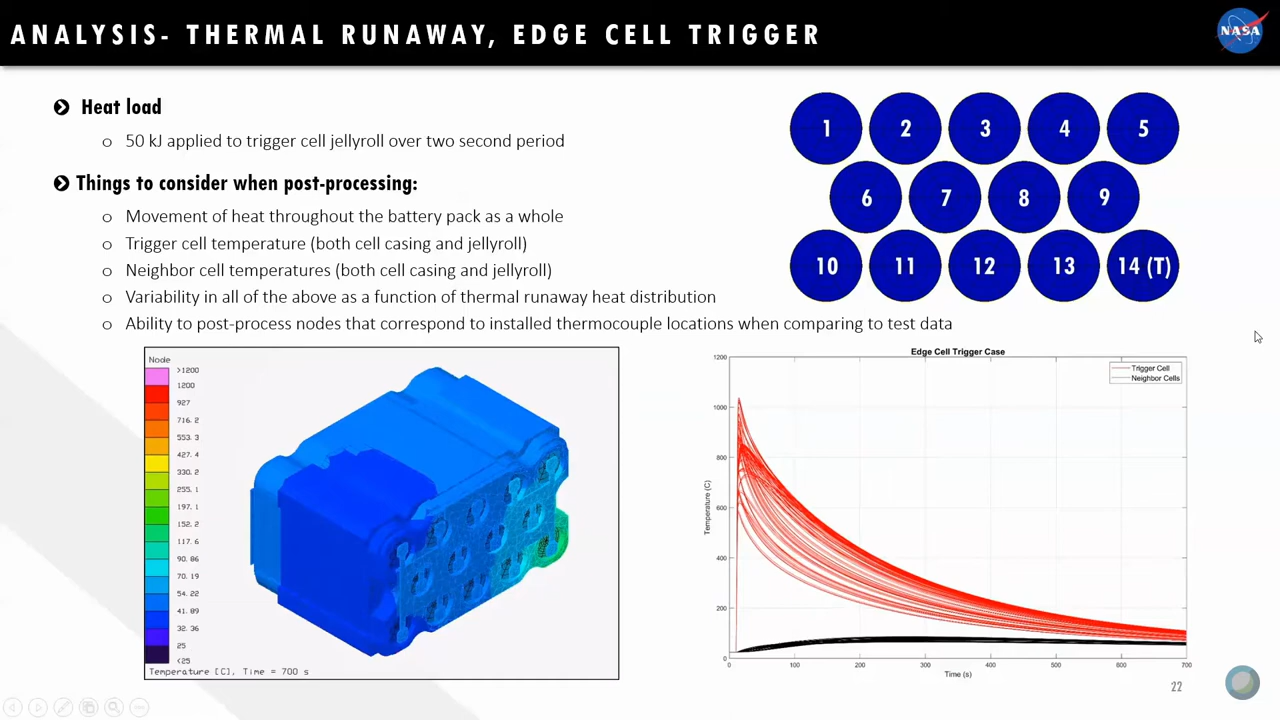 ANALYSIS- THERMAL RUNAWAY, EDGE CELL TRIGGER
NASA
Heat load
50 kJ applied to trigger cell jellyroll over two second period
Things to consider when post-processing:
Movement of heat throughout the battery pack as a whole
Trigger cell temperature (both cell casing and jellyroll)
Neighbor cell temperatures (both cell casing and jellyroll)
Variability in all of the above as a function of thermal runaway heat distribution
Ability to post-process nodes that correspond to installed thermocouple locations when comparing to test data
1 2 3 4 5
6 7 8 9
10 11 12 13 14 (T)
Node
>1200
1200
927
716.2
553.3
427.4
330.2
255.1
197.1
152.2
117.6
90.86
70.19
54.22
41.89
32.36
25
<25
Temperature [C], Time = 700 s
Edge Cell Trigger Case
Trigger Cell
Neighbor Cells
Temperature (C)
1200
1000
800
600
400
200
0
0 100 200 300 400 500 600 700
Time (s)
22